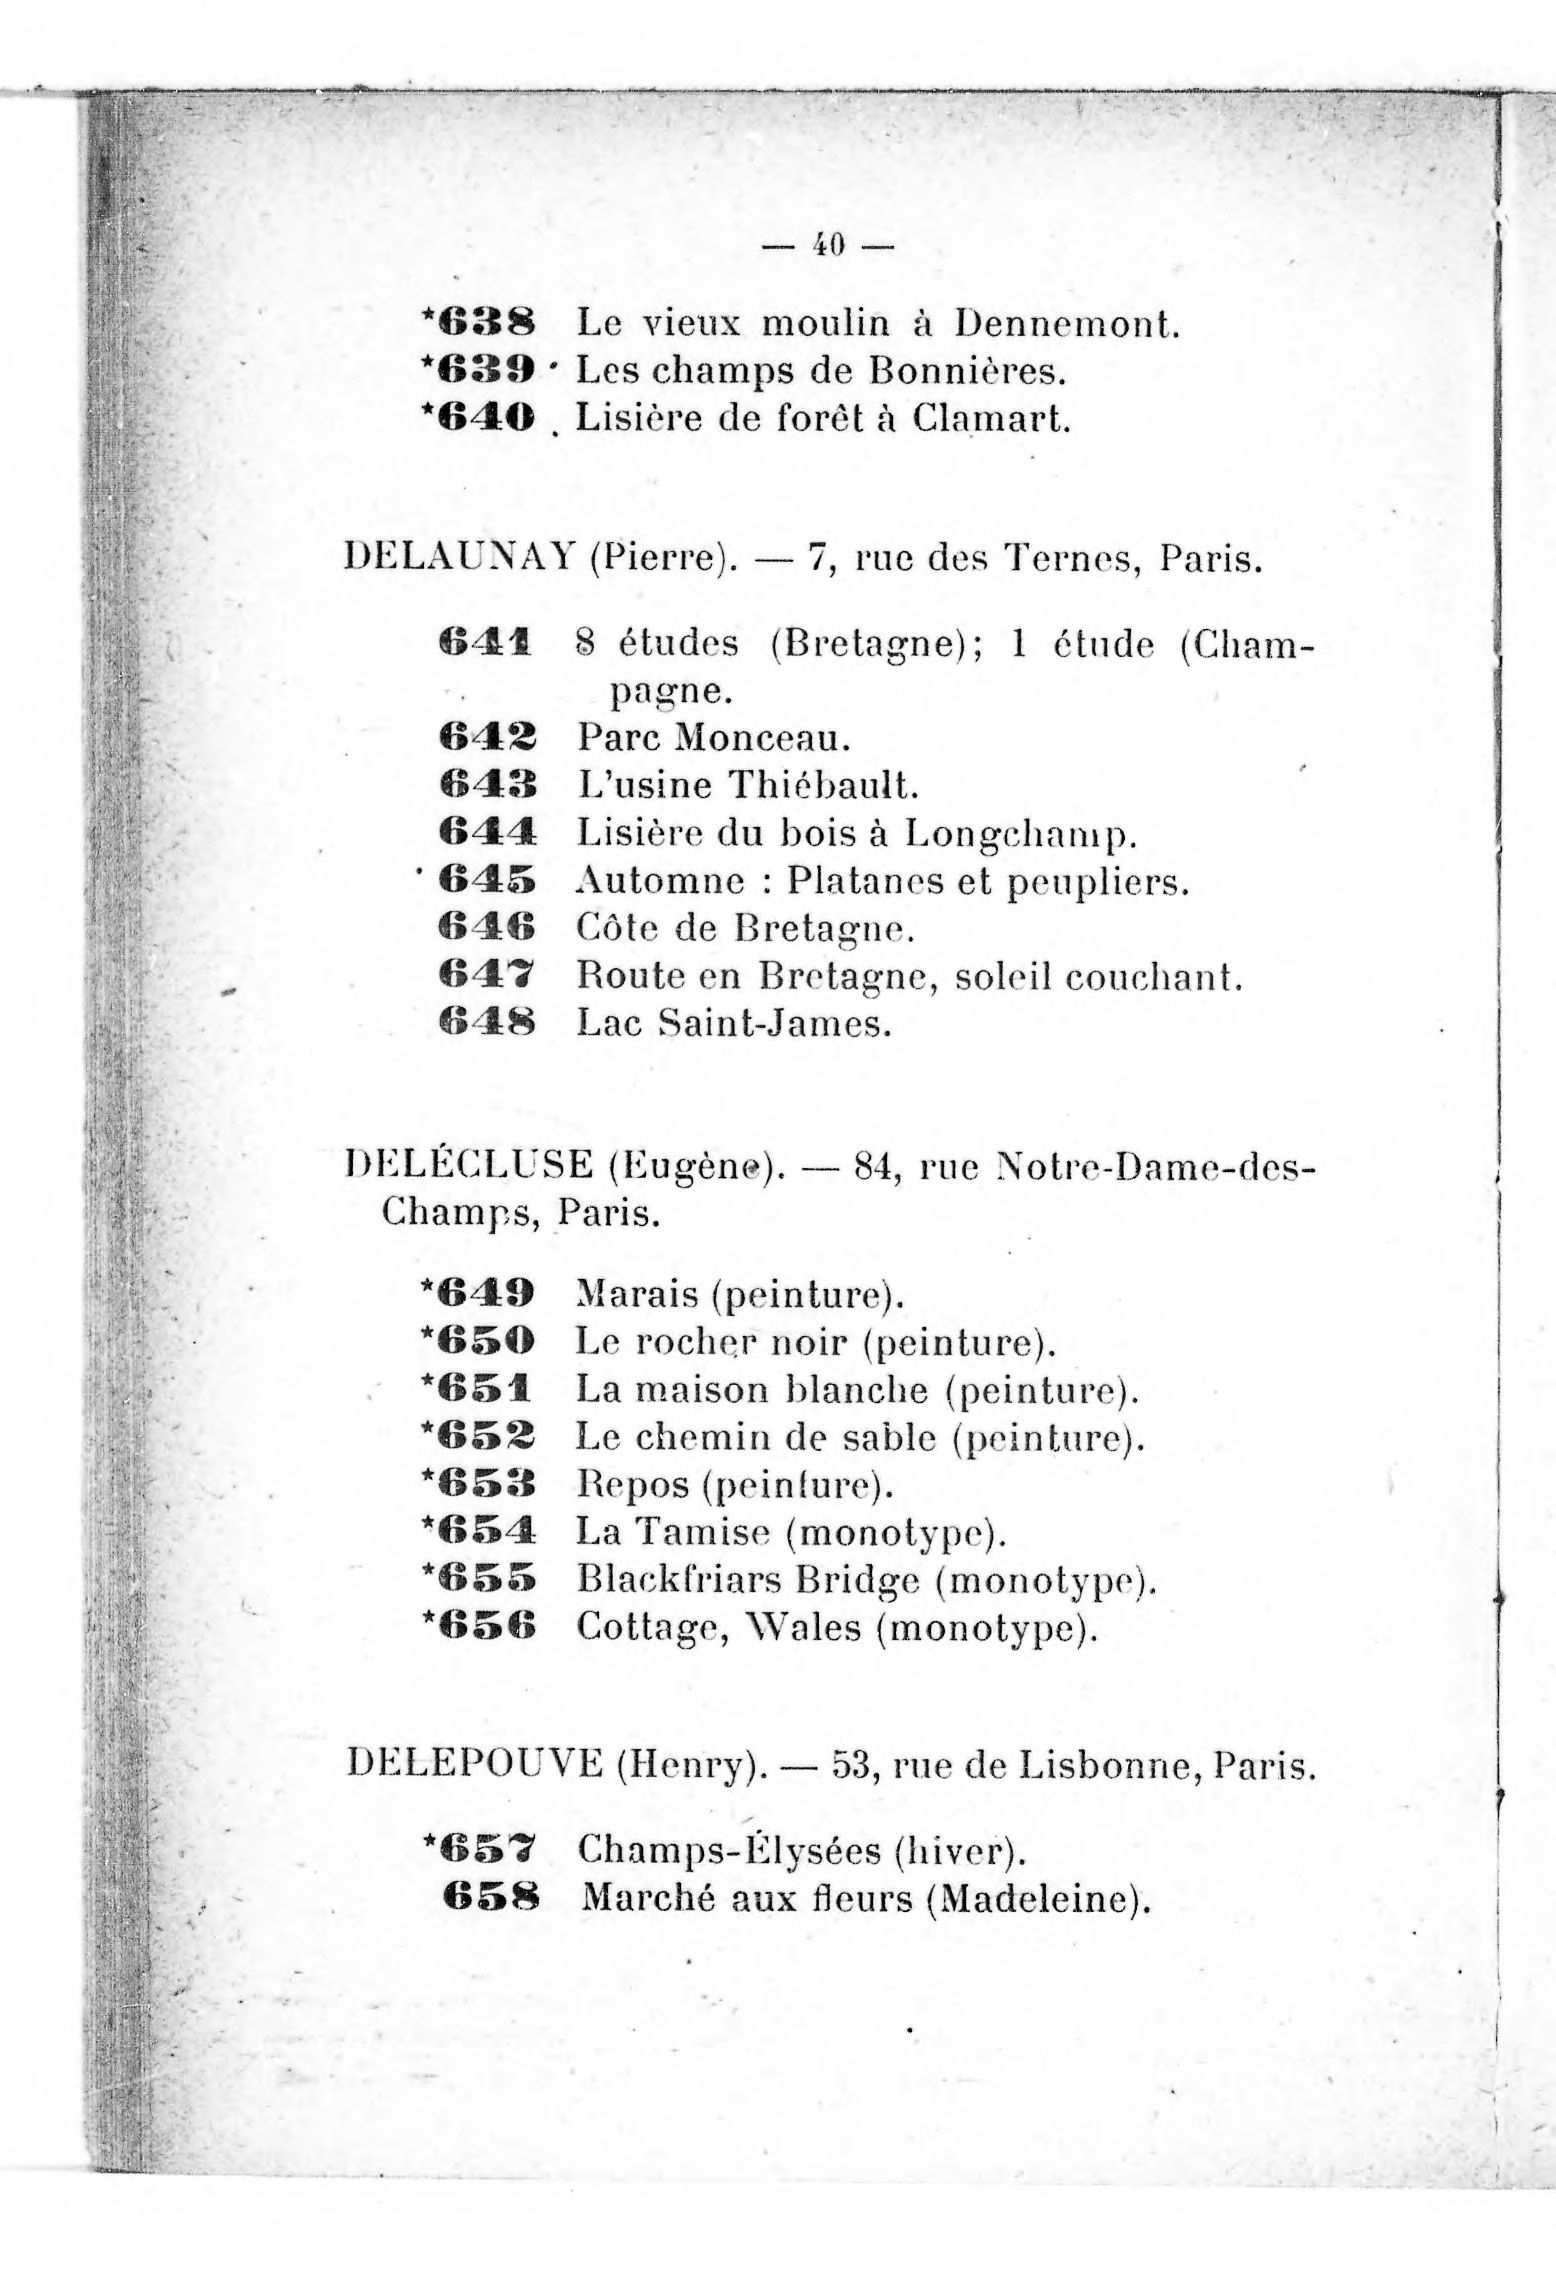 — 40 —
*638 Le vieux moulin à Dennemont.
*639 Les champs de Bonnières.
*640 Lisière de forêt à Clamart.
DELAUNAY (Pierre). — 7, rue des Ternes, Paris.
641 8 études (Bretagne); 1 étude (Cham-
pagne.
642 Parc Monceau.
643 L'usine Thiébault.
644 Lisière du bois à Longchamp.
645 Automne : Platanes et peupliers.
646 Côte de Bretagne.
647 Route en Bretagne, soleil couchant.
648 Lac Saint-James.
DELÉCLUSE (Eugène). — 84, rue Notre-Dame-des-
Champs, Paris.
*649 Marais (peinture).
*650 Le rocher noir (peinture).
*651 La maison blanche (peinture).
*652 Le chemin de sable (peinture).
*653 Repos (peinture).
*654 La Tamise (monotype).
*655 Blackfriars Bridge (monotype).
*656 Cottage, Wales (monotype).
DELEPOUVE (Henry). — 53, rue de Lisbonne, Paris.
*657 Champs-Élysées (hiver).
658 Marché aux fleurs (Madeleine).